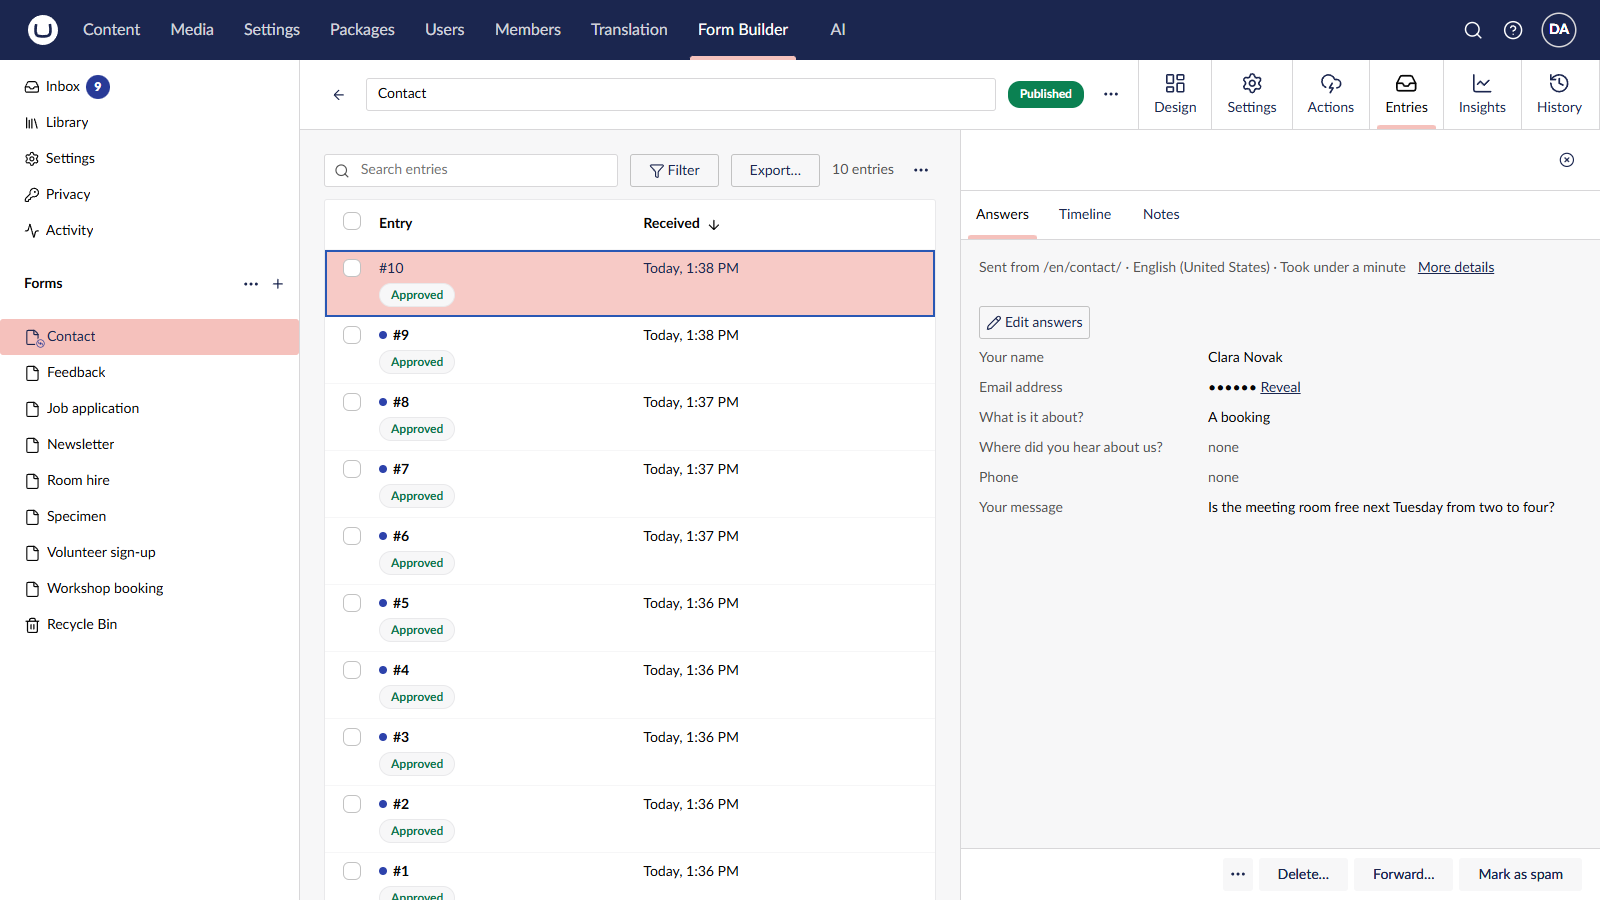 Content
Media
Settings
Packages
Users
Members
Translation
Form Builder
AI
DA
Inbox 9
Library
Settings
Privacy
Activity
Forms
Contact
Feedback
Job application
Newsletter
Room hire
Specimen
Volunteer sign-up
Workshop booking
Recycle Bin
Contact
Published
Design
Settings
Actions
Entries
Insights
History
Search entries
Filter
Export...
10 entries
Entry Received
#10 Today, 1:38 PM
Approved
#9 Today, 1:38 PM
Approved
#8 Today, 1:37 PM
Approved
#7 Today, 1:37 PM
Approved
#6 Today, 1:37 PM
Approved
#5 Today, 1:36 PM
Approved
#4 Today, 1:36 PM
Approved
#3 Today, 1:36 PM
Approved
#2 Today, 1:36 PM
Approved
#1 Today, 1:36 PM
Approved
Answers
Timeline
Notes
Sent from /en/contact/ · English (United States) · Took under a minute More details
Edit answers
Your name Clara Novak
Email address •••••• Reveal
What is it about? A booking
Where did you hear about us? none
Phone none
Your message Is the meeting room free next Tuesday from two to four?
Delete...
Forward...
Mark as spam